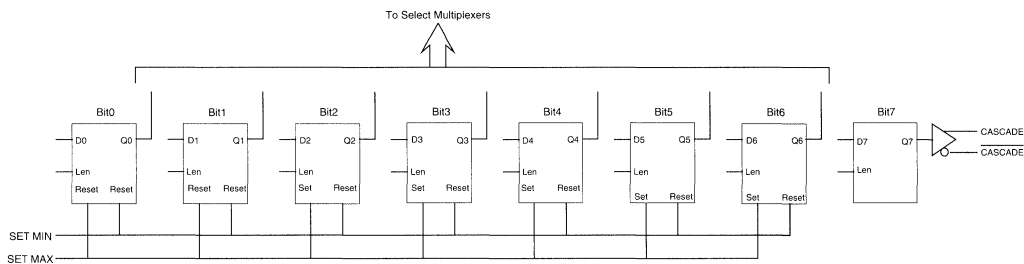 To Select Multiplexers
Bit0 Bit1 Bit2 Bit3 Bit4 Bit5 Bit6 Bit7
D0 Q0 D1 Q1 D2 Q2 D3 Q3 D4 Q4 D5 Q5 D6 Q6 D7 Q7
CASCADE
CASCADE
Len Len Len Len Len Len Len Len
Reset Reset Reset Reset Set Reset Set Reset Set Reset Set Reset Set Reset
SET MIN
SET MAX